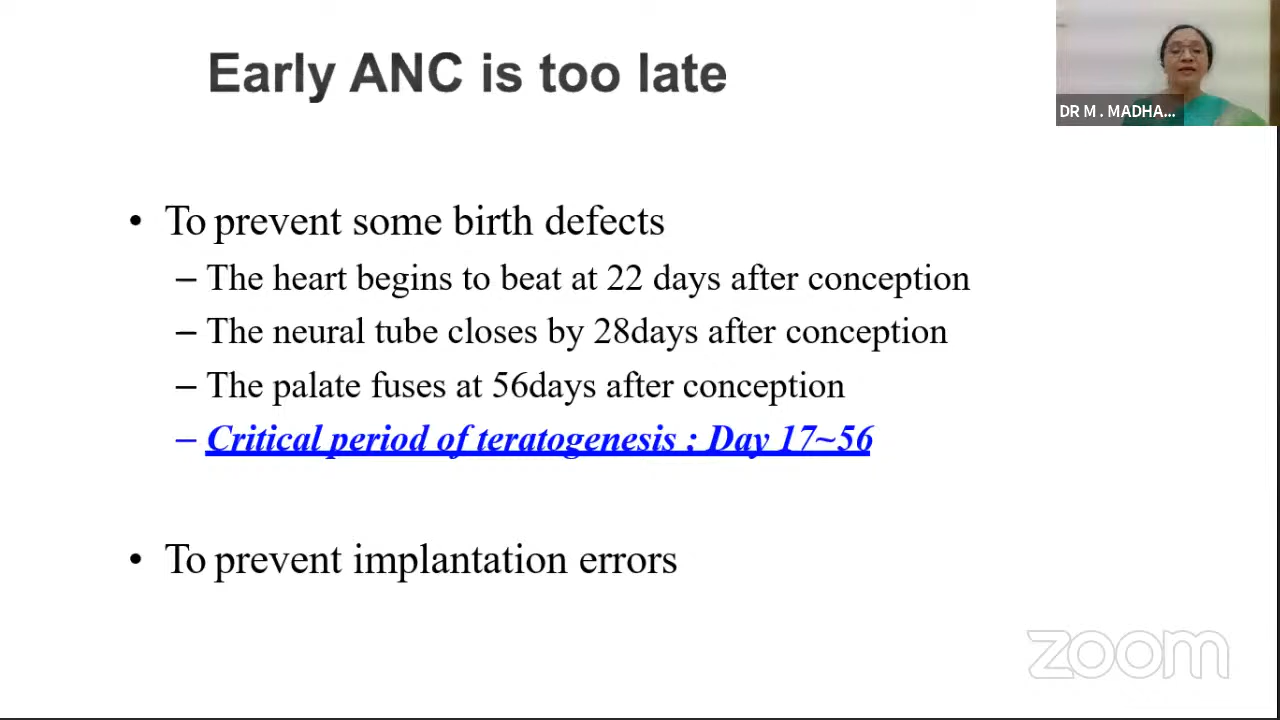 Early ANC is too late
DR M . MADHA...
• To prevent some birth defects
– The heart begins to beat at 22 days after conception
– The neural tube closes by 28days after conception
– The palate fuses at 56days after conception
– Critical period of teratogenesis ; Day 17~56
• To prevent implantation errors
zoom